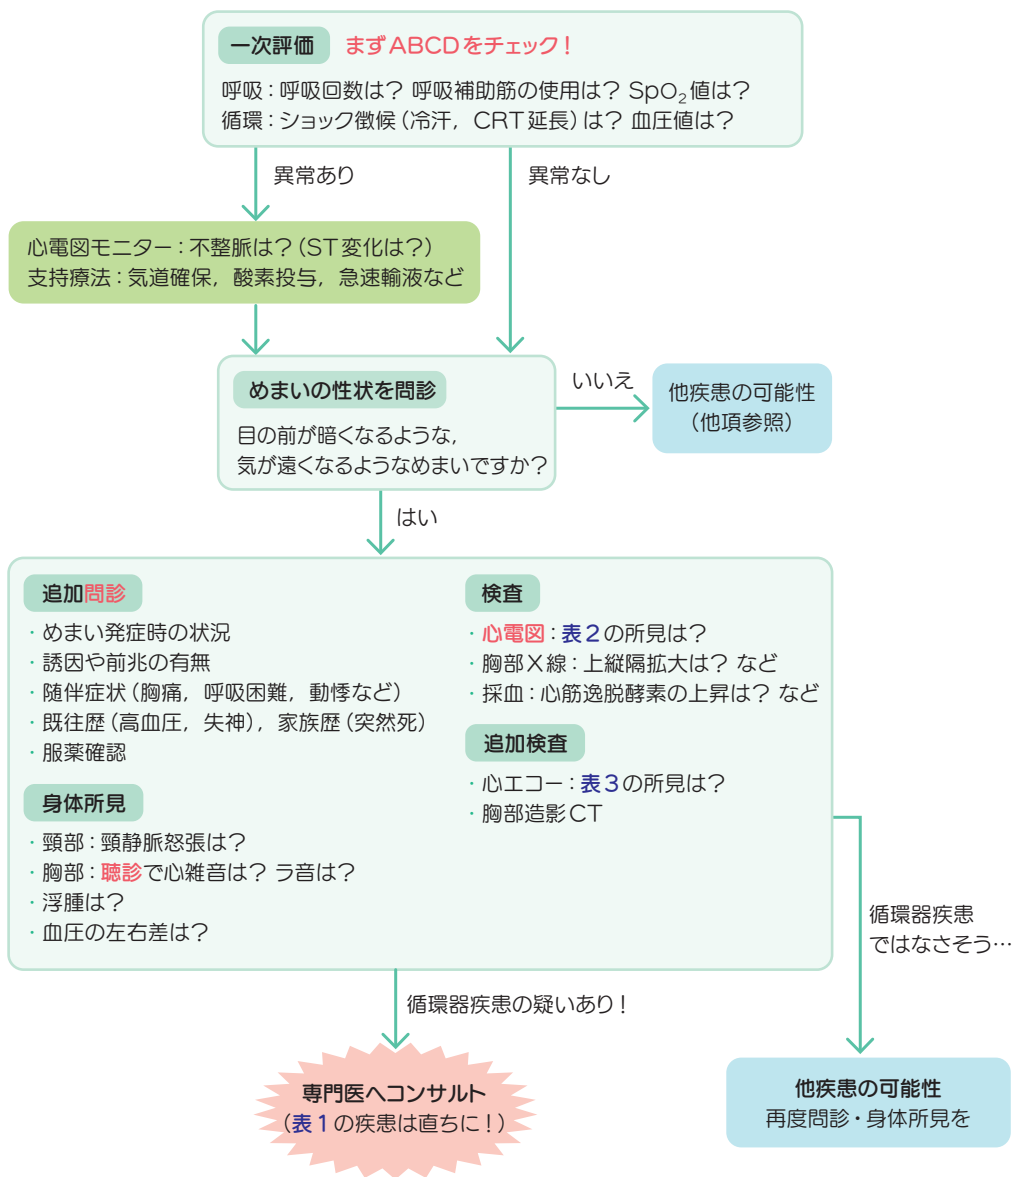 一次評価 まずABCDをチェック！
呼吸：呼吸回数は？ 呼吸補助筋の使用は？ SpO₂値は？
循環：ショック徴候（冷汗，CRT延長）は？ 血圧値は？
異常あり
異常なし
心電図モニター：不整脈は？（ST変化は？）
支持療法：気道確保，酸素投与，急速輸液など
めまいの性状を問診
目の前が暗くなるような，
気が遠くなるようなめまいですか？
いいえ
他疾患の可能性
（他項参照）
はい
追加問診
・めまい発症時の状況
・誘因や前兆の有無
・随伴症状（胸痛，呼吸困難，動悸など）
・既往歴（高血圧，失神），家族歴（突然死）
・服薬確認
身体所見
・頸部：頸静脈怒張は？
・胸部：聴診で心雑音は？ ラ音は？
・浮腫は？
・血圧の左右差は？
検査
・心電図：表2の所見は？
・胸部X線：上縦隔拡大は？ など
・採血：心筋逸脱酵素の上昇は？ など
追加検査
・心エコー：表3の所見は？
・胸部造影CT
循環器疾患の疑いあり！
専門医へコンサルト
（表1の疾患は直ちに！）
循環器疾患
ではなさそう…
他疾患の可能性
再度問診・身体所見を